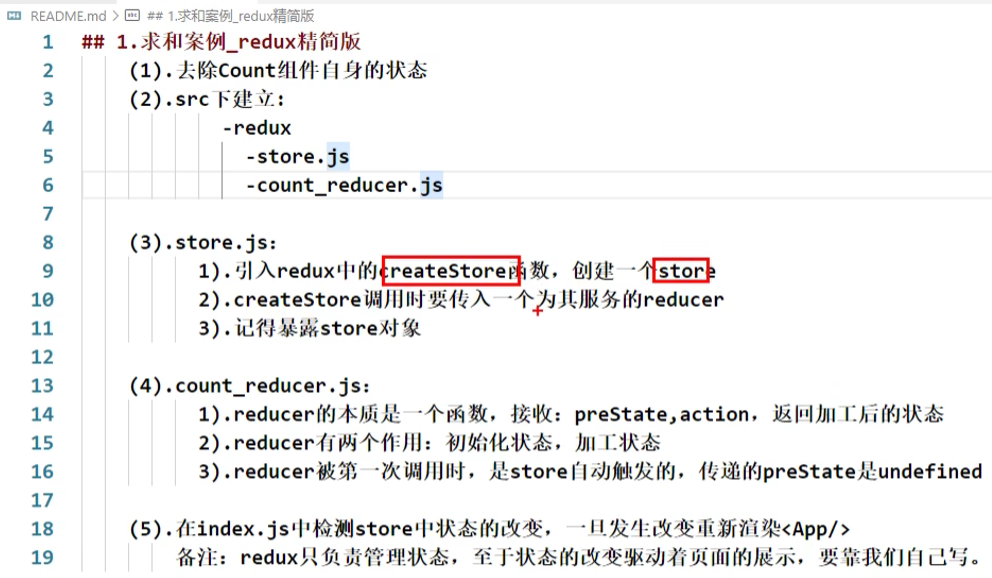 README.md > ## 1.求和案例_redux精简版
1 ## 1.求和案例_redux精简版
2 (1).去除Count组件自身的状态
3 (2).src下建立:
4 -redux
5 -store.js
6 -count_reducer.js
7
8 (3).store.js:
9 1).引入redux中的createStore函数，创建一个store
10 2).createStore调用时要传入一个为其服务的reducer
11 3).记得暴露store对象
12
13 (4).count_reducer.js:
14 1).reducer的本质是一个函数，接收：preState,action，返回加工后的状态
15 2).reducer有两个作用：初始化状态，加工状态
16 3).reducer被第一次调用时，是store自动触发的，传递的preState是undefined
17
18 (5).在index.js中检测store中状态的改变，一旦发生改变重新渲染<App/>
19 备注：redux只负责管理状态，至于状态的改变驱动着页面的展示，要靠我们自己写。